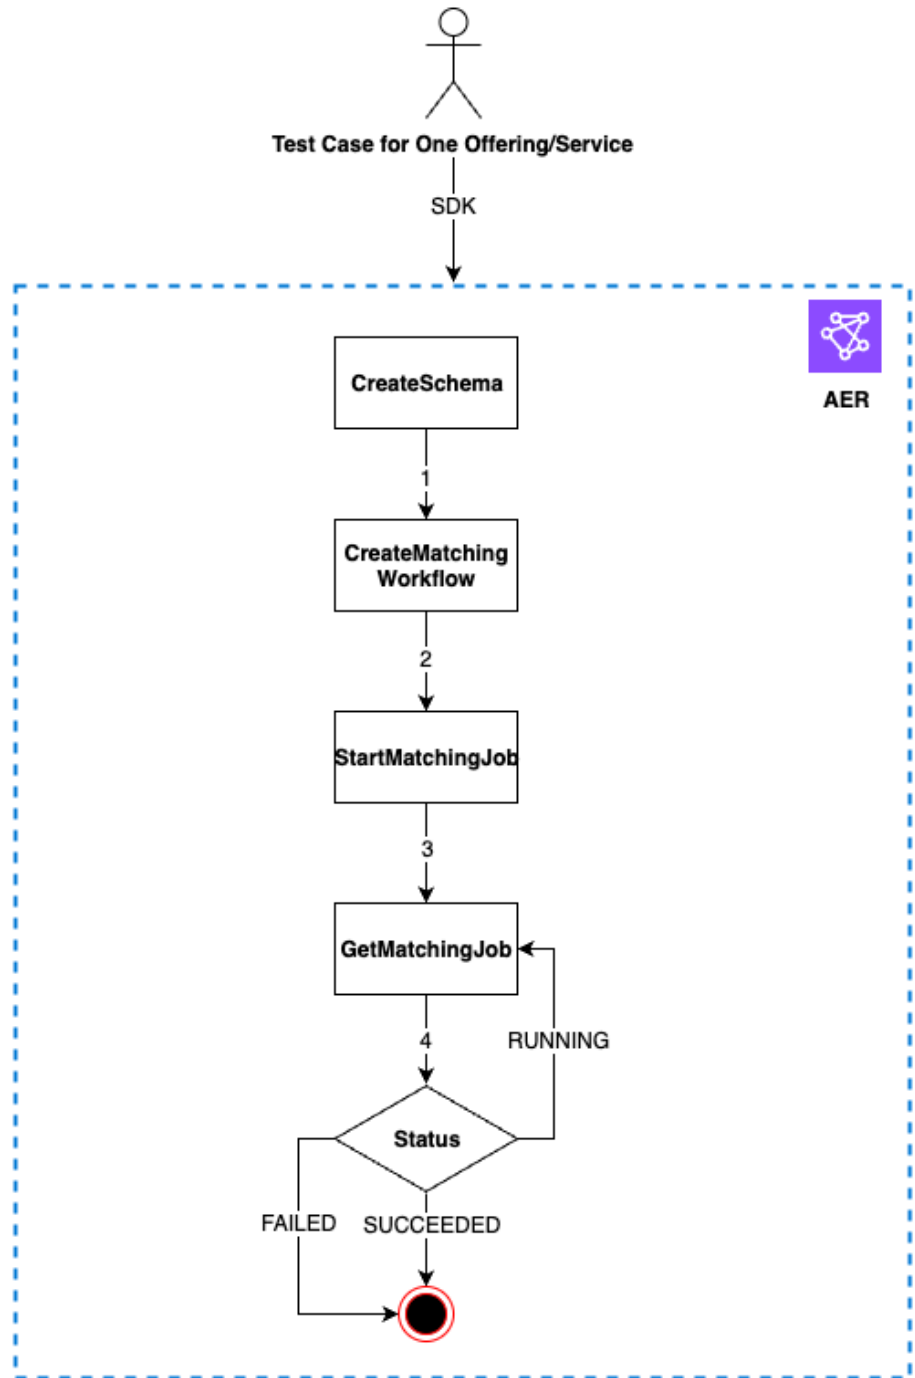 Test Case for One Offering/Service
SDK
AER
CreateSchema
1
CreateMatching
Workflow
2
StartMatchingJob
3
GetMatchingJob
4
RUNNING
Status
FAILED
SUCCEEDED